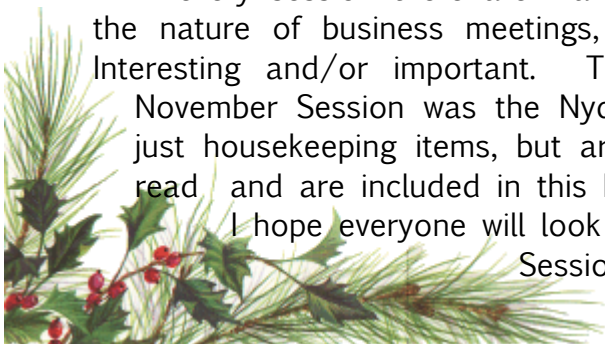 the nature of business meetings,
Interesting and/or important. T
November Session was the Nyc
just housekeeping items, but ar
read and are included in this
I hope everyone will look
Sessio